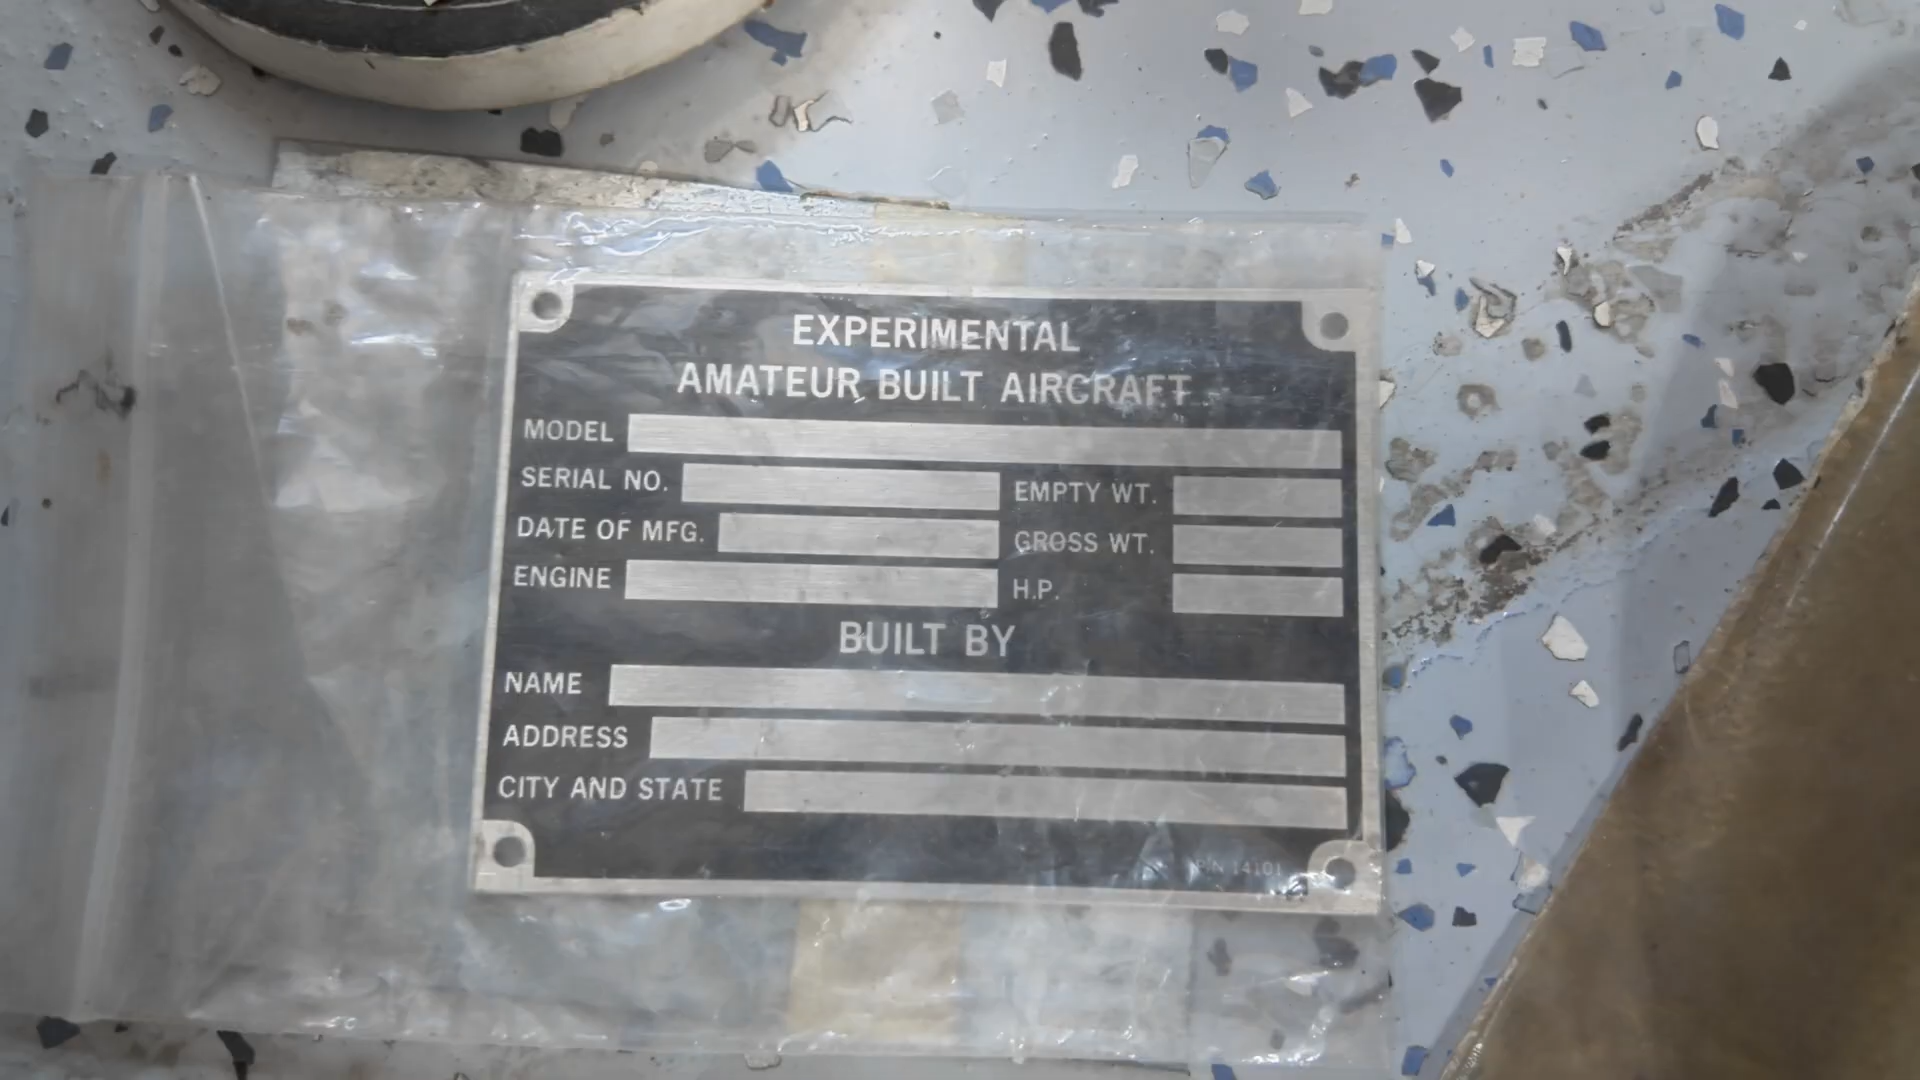 EXPERIMENTAL
AMATEUR BUILT AIRCRAFT
MODEL
SERIAL NO. EMPTY WT.
DATE OF MFG. GROSS WT.
ENGINE H.P.
BUILT BY
NAME
ADDRESS
CITY AND STATE
P/N 14101